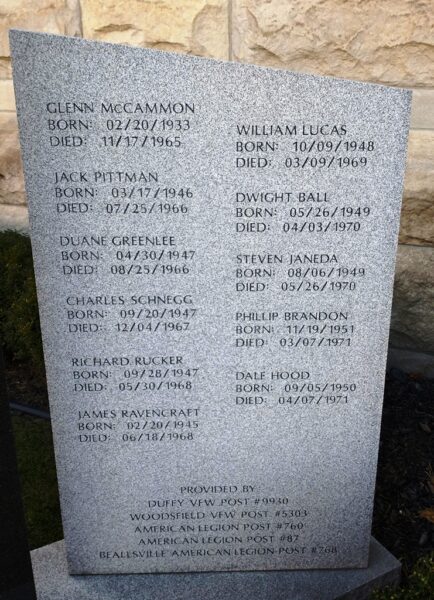 GLENN McCAMMON
BORN: 02/20/1933
DIED: 11/17/1965
JACK PITTMAN
BORN: 03/17/1946
DIED: 07/25/1966
DUANE GREENLEE
BORN: 04/30/1947
DIED: 08/25/1966
CHARLES SCHNEGG
BORN: 09/20/1947
DIED: 12/04/1967
RICHARD RUCKER
BORN: 09/28/1947
DIED: 05/30/1968
JAMES RAVENCRAFT
BORN: 02/20/1945
DIED: 06/18/1968
WILLIAM LUCAS
BORN: 10/09/1948
DIED: 03/09/1969
DWIGHT BALL
BORN: 05/26/1949
DIED: 04/03/1970
STEVEN JANEDA
BORN: 08/06/1949
DIED: 05/26/1970
PHILLIP BRANDON
BORN: 11/19/1951
DIED: 03/07/1971
DALE HOOD
BORN: 09/05/1950
DIED: 04/07/1971
PROVIDED BY
DUFFY VFW POST #9930
WOODSFIELD VFW POST #5303
AMERICAN LEGION POST #760
AMERICAN LEGION POST #87
BEALLSVILLE AMERICAN LEGION POST #768